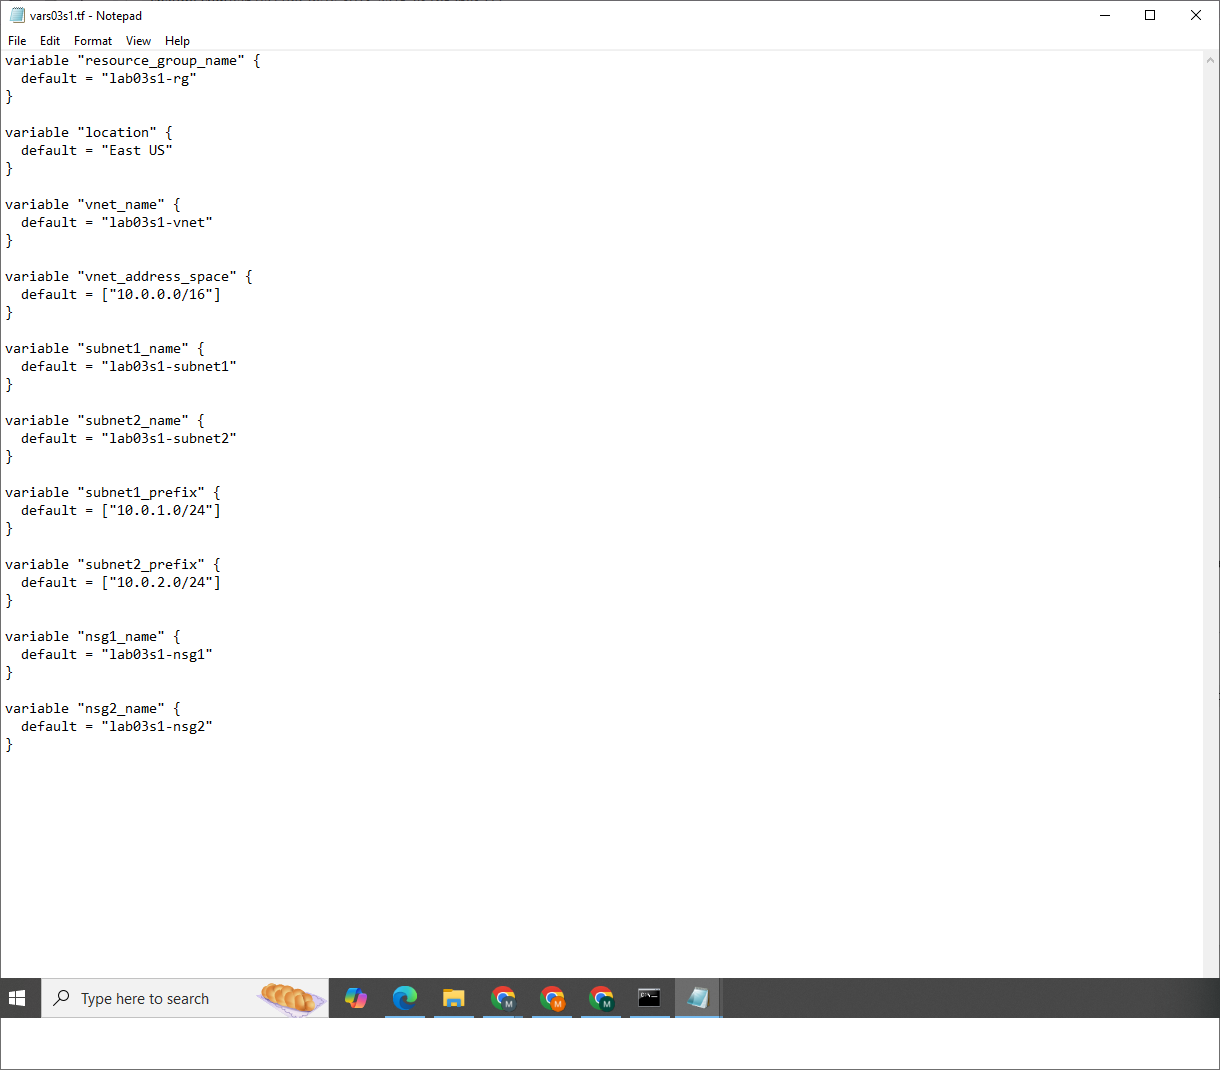 vars03s1.tf - Notepad
File Edit Format View Help
variable "resource_group_name" {
  default = "lab03s1-rg"
}

variable "location" {
  default = "East US"
}

variable "vnet_name" {
  default = "lab03s1-vnet"
}

variable "vnet_address_space" {
  default = ["10.0.0.0/16"]
}

variable "subnet1_name" {
  default = "lab03s1-subnet1"
}

variable "subnet2_name" {
  default = "lab03s1-subnet2"
}

variable "subnet1_prefix" {
  default = ["10.0.1.0/24"]
}

variable "subnet2_prefix" {
  default = ["10.0.2.0/24"]
}

variable "nsg1_name" {
  default = "lab03s1-nsg1"
}

variable "nsg2_name" {
  default = "lab03s1-nsg2"
}
Type here to search
M M M